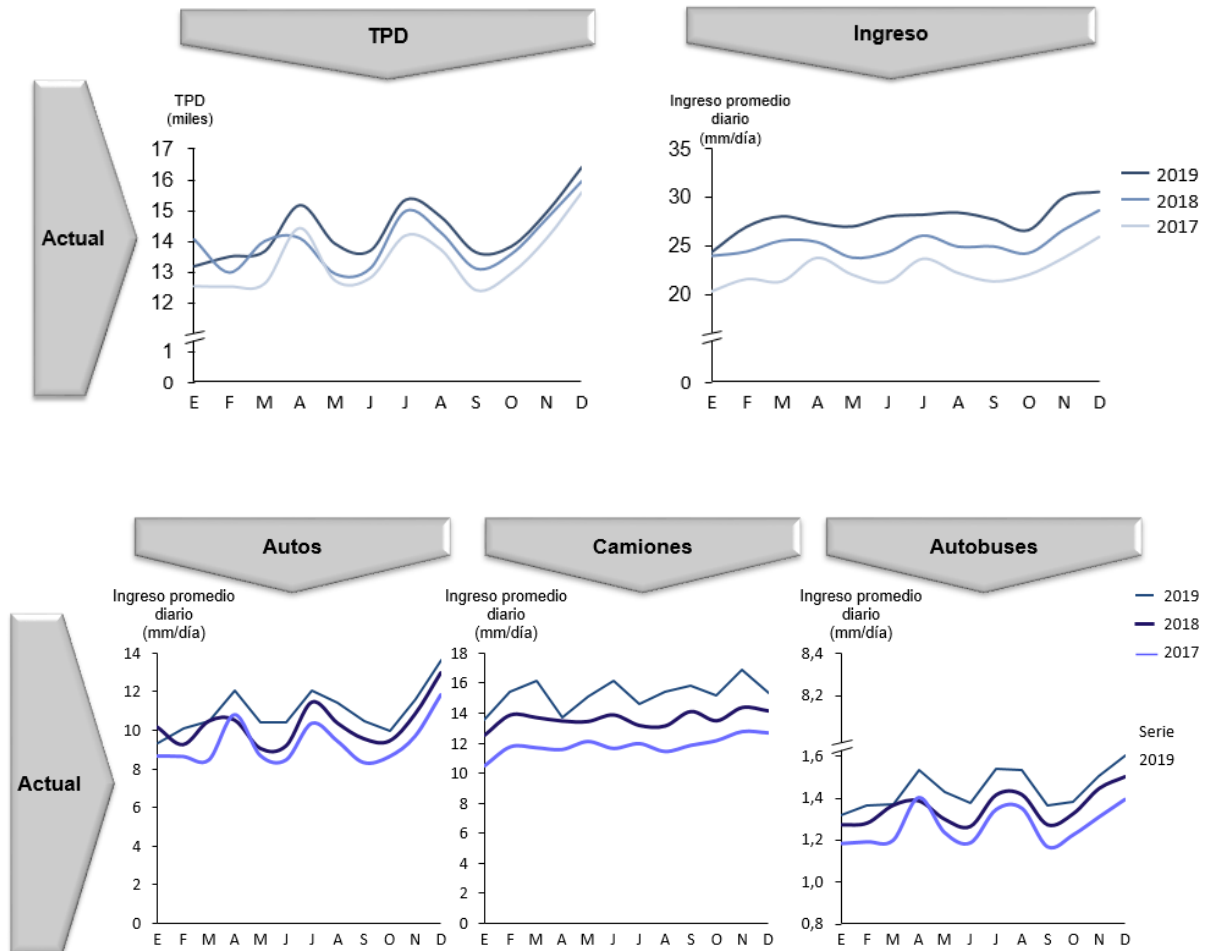 TPD
Ingreso
Actual
TPD
(miles)
17
16
15
14
13
12
1
0
E F M A M J J A S O N D
Ingreso promedio
diario
(mm/día)
35
30
25
20
0
E F M A M J J A S O N D
2019
2018
2017
Autos
Camiones
Autobuses
Actual
Ingreso promedio
diario
(mm/día)
14
12
10
8
6
4
2
0
E F M A M J J A S O N D
Ingreso promedio
diario
(mm/día)
18
16
14
12
10
8
6
4
2
0
E F M A M J J A S O N D
Ingreso promedio
diario
(mm/día)
8,4
8,2
1,6
1,4
1,2
1,0
0,8
E F M A M J J A S O N D
2019
2018
2017
Serie
2019